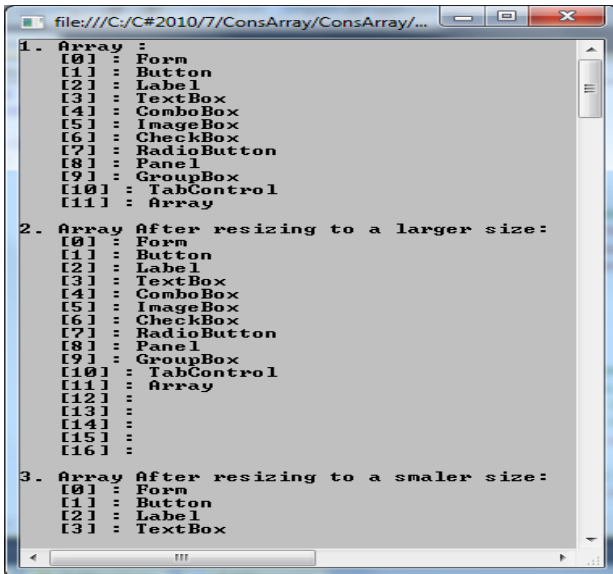 file:///C:/C#2010/7/ConsArray/ConsArray/...
1. Array :
[0] : Form
[1] : Button
[2] : Label
[3] : TextBox
[4] : ComboBox
[5] : ImageBox
[6] : CheckBox
[7] : RadioButton
[8] : Panel
[9] : GroupBox
[10] : TabControl
[11] : Array
2. Array After resizing to a larger size:
[0] : Form
[1] : Button
[2] : Label
[3] : TextBox
[4] : ComboBox
[5] : ImageBox
[6] : CheckBox
[7] : RadioButton
[8] : Panel
[9] : GroupBox
[10] : TabControl
[11] : Array
[12] :
[13] :
[14] :
[15] :
[16] :
3. Array After resizing to a smaler size:
[0] : Form
[1] : Button
[2] : Label
[3] : TextBox